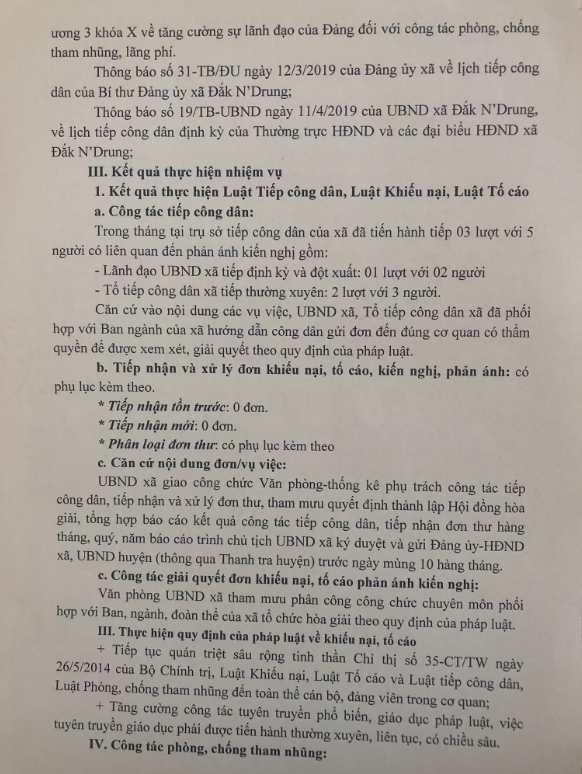 ương 3 khóa X về tăng cường sự lãnh đạo của Đảng đối với công tác phòng, chống
tham nhũng, lãng phí.
Thông báo số 31-TB/ĐU ngày 12/3/2019 của Đảng ủy xã về lịch tiếp công
dân của Bí thư Đảng ủy xã Đắk N’Drung;
Thông báo số 19/TB-UBND ngày 11/4/2019 của UBND xã Đắk N’Drung,
về lịch tiếp công dân định kỳ của Thường trực HĐND và các đại biểu HĐND xã
Đắk N’Drung;
III. Kết quả thực hiện nhiệm vụ
1. Kết quả thực hiện Luật Tiếp công dân, Luật Khiếu nại, Luật Tố cáo
a. Công tác tiếp công dân:
Trong tháng tại trụ sở tiếp công dân của xã đã tiến hành tiếp 03 lượt với 5
người có liên quan đến phản ánh kiến nghị gồm:
- Lãnh đạo UBND xã tiếp định kỳ và đột xuất: 01 lượt với 02 người
- Tổ tiếp công dân xã tiếp thường xuyên: 2 lượt với 3 người.
Căn cứ vào nội dung các vụ việc, UBND xã, Tổ tiếp công dân xã đã phối
hợp với Ban ngành của xã hướng dẫn công dân gửi đơn đến đúng cơ quan có thẩm
quyền để được xem xét, giải quyết theo quy định của pháp luật.
b. Tiếp nhận và xử lý đơn khiếu nại, tố cáo, kiến nghị, phản ánh: có
phụ lục kèm theo.
* Tiếp nhận tồn trước: 0 đơn.
* Tiếp nhận mới: 0 đơn.
* Phân loại đơn thư: có phụ lục kèm theo
c. Căn cứ nội dung đơn/vụ việc:
UBND xã giao công chức Văn phòng-thống kê phụ trách công tác tiếp
công dân, tiếp nhận và xử lý đơn thư, tham mưu quyết định thành lập Hội đồng hòa
giải, tổng hợp báo cáo kết quả công tác tiếp công dân, tiếp nhận đơn thư hàng
tháng, quý, năm báo cáo trình chủ tịch UBND xã ký duyệt và gửi Đảng ủy-HĐND
xã, UBND huyện (thông qua Thanh tra huyện) trước ngày mùng 10 hàng tháng.
c. Công tác giải quyết đơn khiếu nại, tố cáo phản ánh kiến nghị:
Văn phòng UBND xã tham mưu phân công công chức chuyên môn phối
hợp với Ban, ngành, đoàn thể của xã tổ chức hòa giải theo quy định của pháp luật.
III. Thực hiện quy định của pháp luật về khiếu nại, tố cáo
+ Tiếp tục quán triệt sâu rộng tinh thần Chỉ thị số 35-CT/TW ngày
26/5/2014 của Bộ Chính trị, Luật Khiếu nại, Luật Tố cáo và Luật tiếp công dân,
Luật Phòng, chống tham nhũng đến toàn thể cán bộ, đảng viên trong cơ quan;
+ Tăng cường công tác tuyên truyền phổ biến, giáo dục pháp luật, việc
tuyên truyền giáo dục phải được tiến hành thường xuyên, liên tục, có chiều sâu.
IV. Công tác phòng, chống tham nhũng: